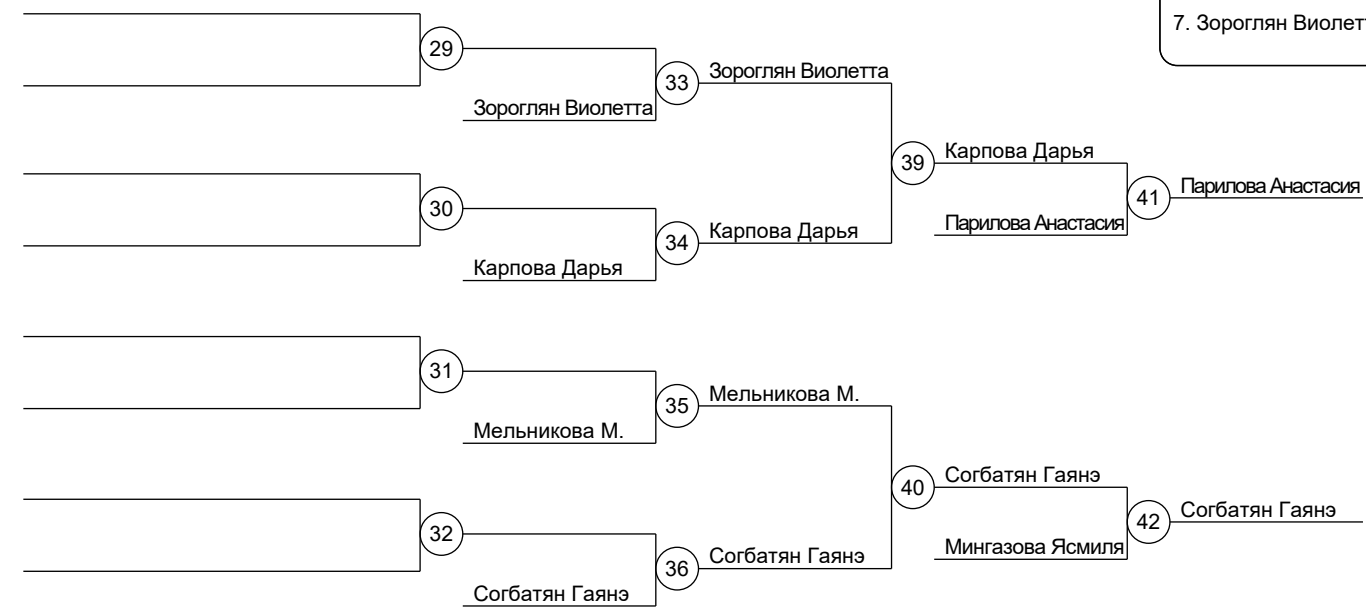 7. Зороглян Виолет
29
33
Зороглян Виолетта
Зороглян Виолетта
39
Карпова Дарья
41
Парилова Анастасия
30
34
Карпова Дарья
Парилова Анастасия
Карпова Дарья
31
35
Мельникова М.
Мельникова М.
40
Согбатян Гаянэ
42
Согбатян Гаянэ
32
36
Согбатян Гаянэ
Мингазова Ясмиля
Согбатян Гаянэ